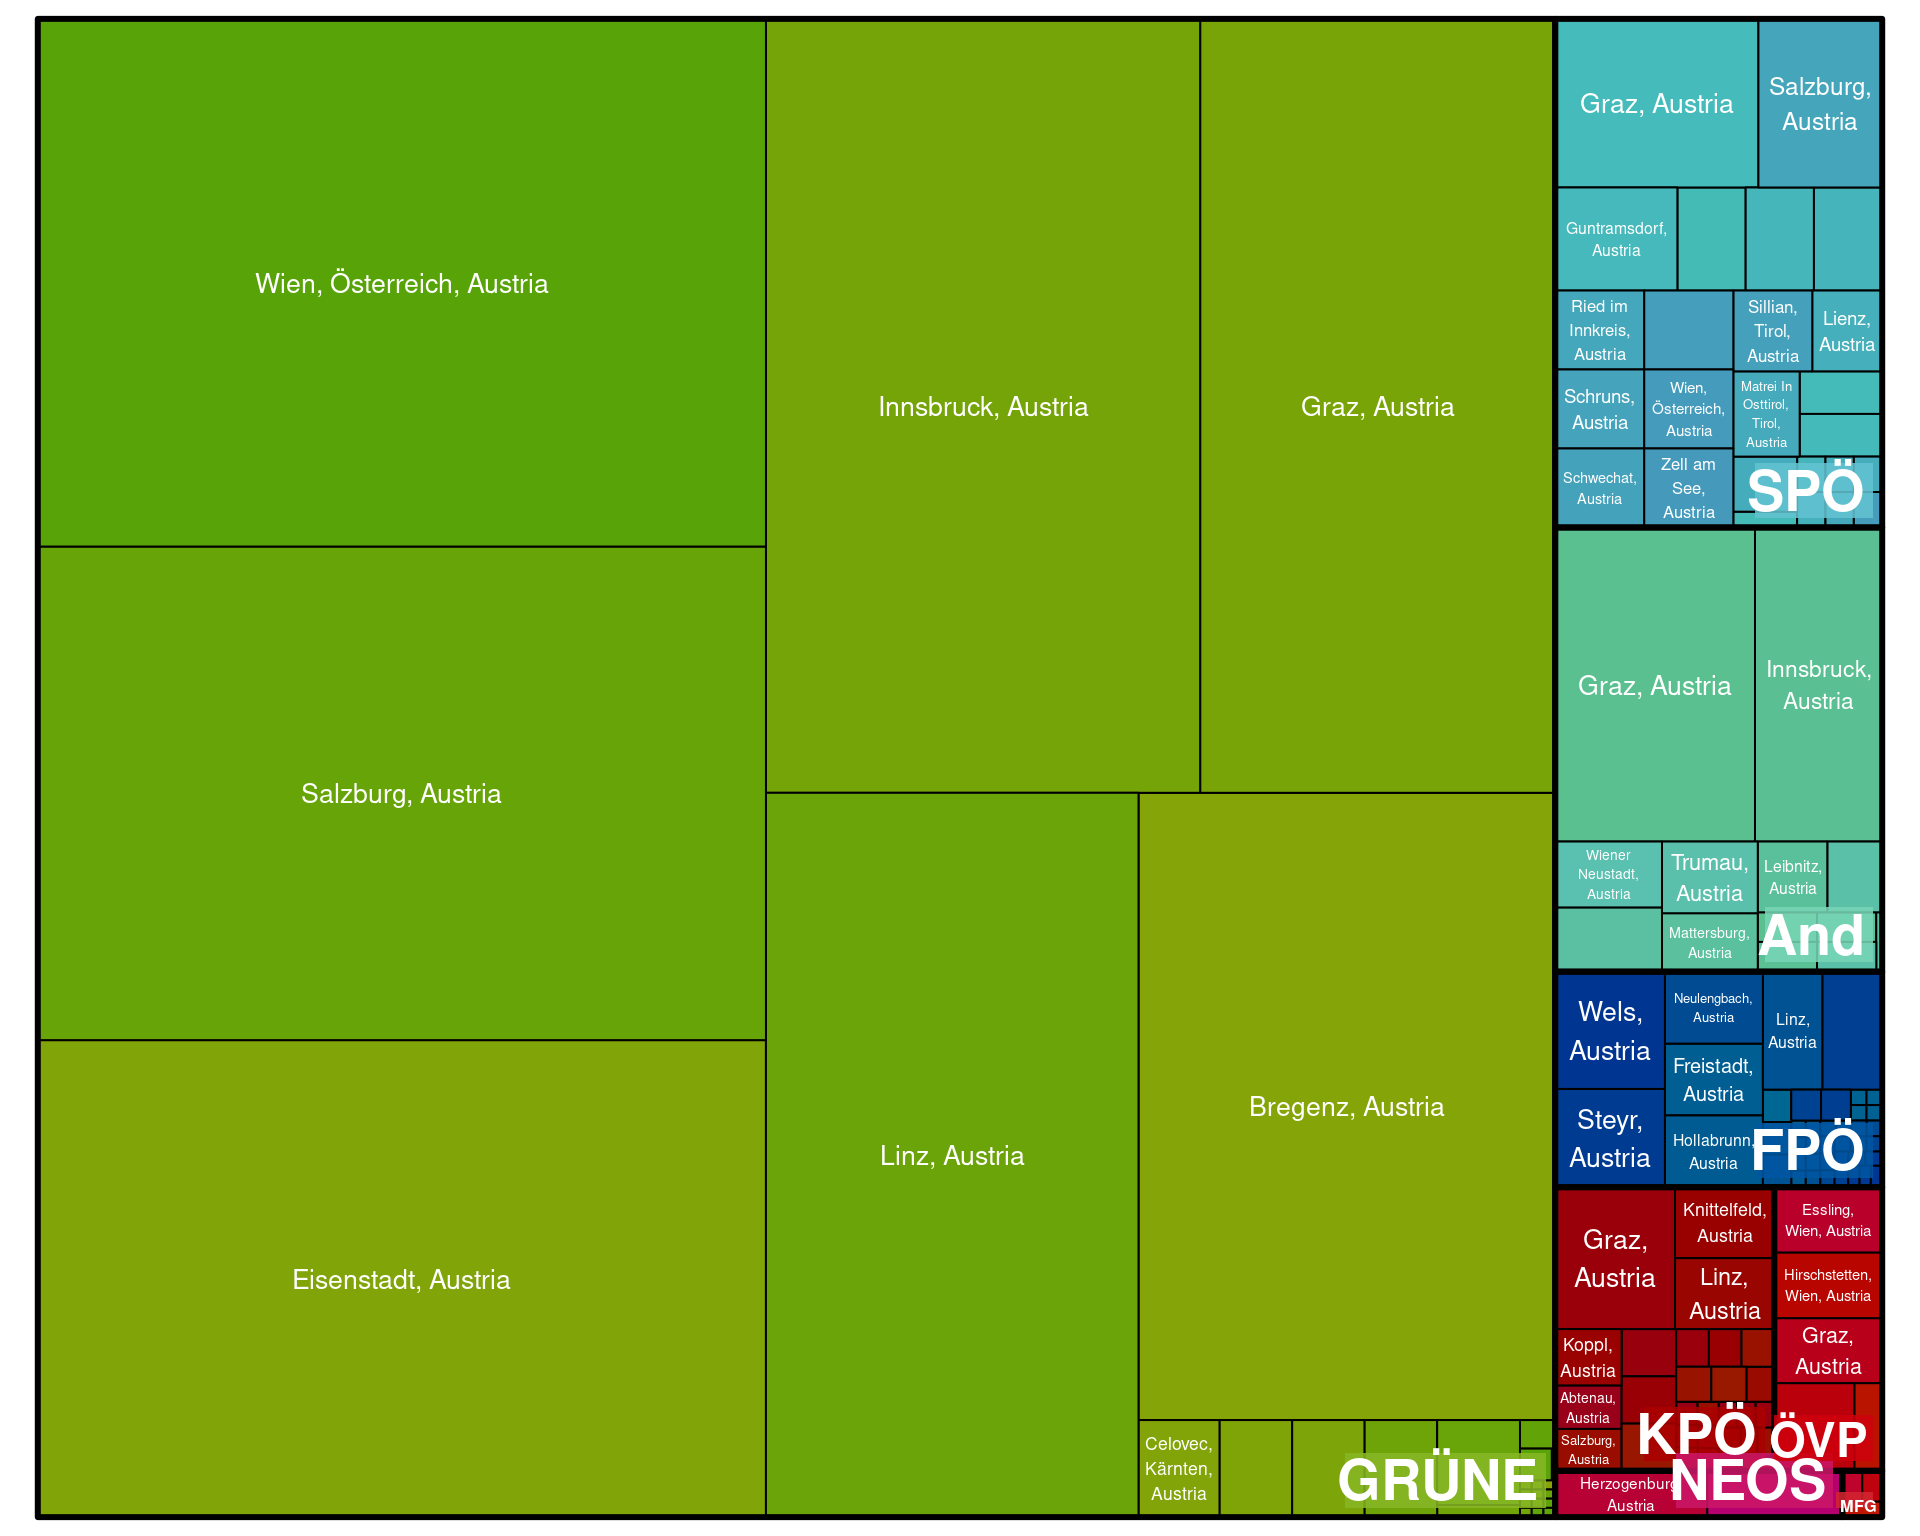 Wien, Österreich, Austria
Salzburg, Austria
Eisenstadt, Austria
Innsbruck, Austria
Graz, Austria
Linz, Austria
Bregenz, Austria
Celovec,
Kärnten,
Austria
GRÜNE
Graz, Austria
Salzburg,
Austria
Guntramsdorf,
Austria
Ried im
Innkreis,
Austria
Sillian,
Tirol,
Austria
Lienz,
Austria
Schruns,
Austria
Wien,
Österreich,
Austria
Matrei In
Osttirol,
Tirol,
Austria
Schwechat,
Austria
Zell am
See,
Austria
SPÖ
Graz, Austria
Innsbruck,
Austria
Wiener
Neustadt,
Austria
Trumau,
Austria
Leibnitz,
Austria
Mattersburg,
Austria
And
Wels,
Austria
Neulengbach,
Austria
Linz,
Austria
Freistadt,
Austria
Steyr,
Austria
Hollabrunn,
Austria
FPÖ
Graz,
Austria
Knittelfeld,
Austria
Linz,
Austria
Koppl,
Austria
Abtenau,
Austria
Salzburg,
Austria
KPÖ
Essling,
Wien, Austria
Hirschstetten,
Wien, Austria
Graz,
Austria
ÖVP
Herzogenburg
Austria
NEOS
MFG